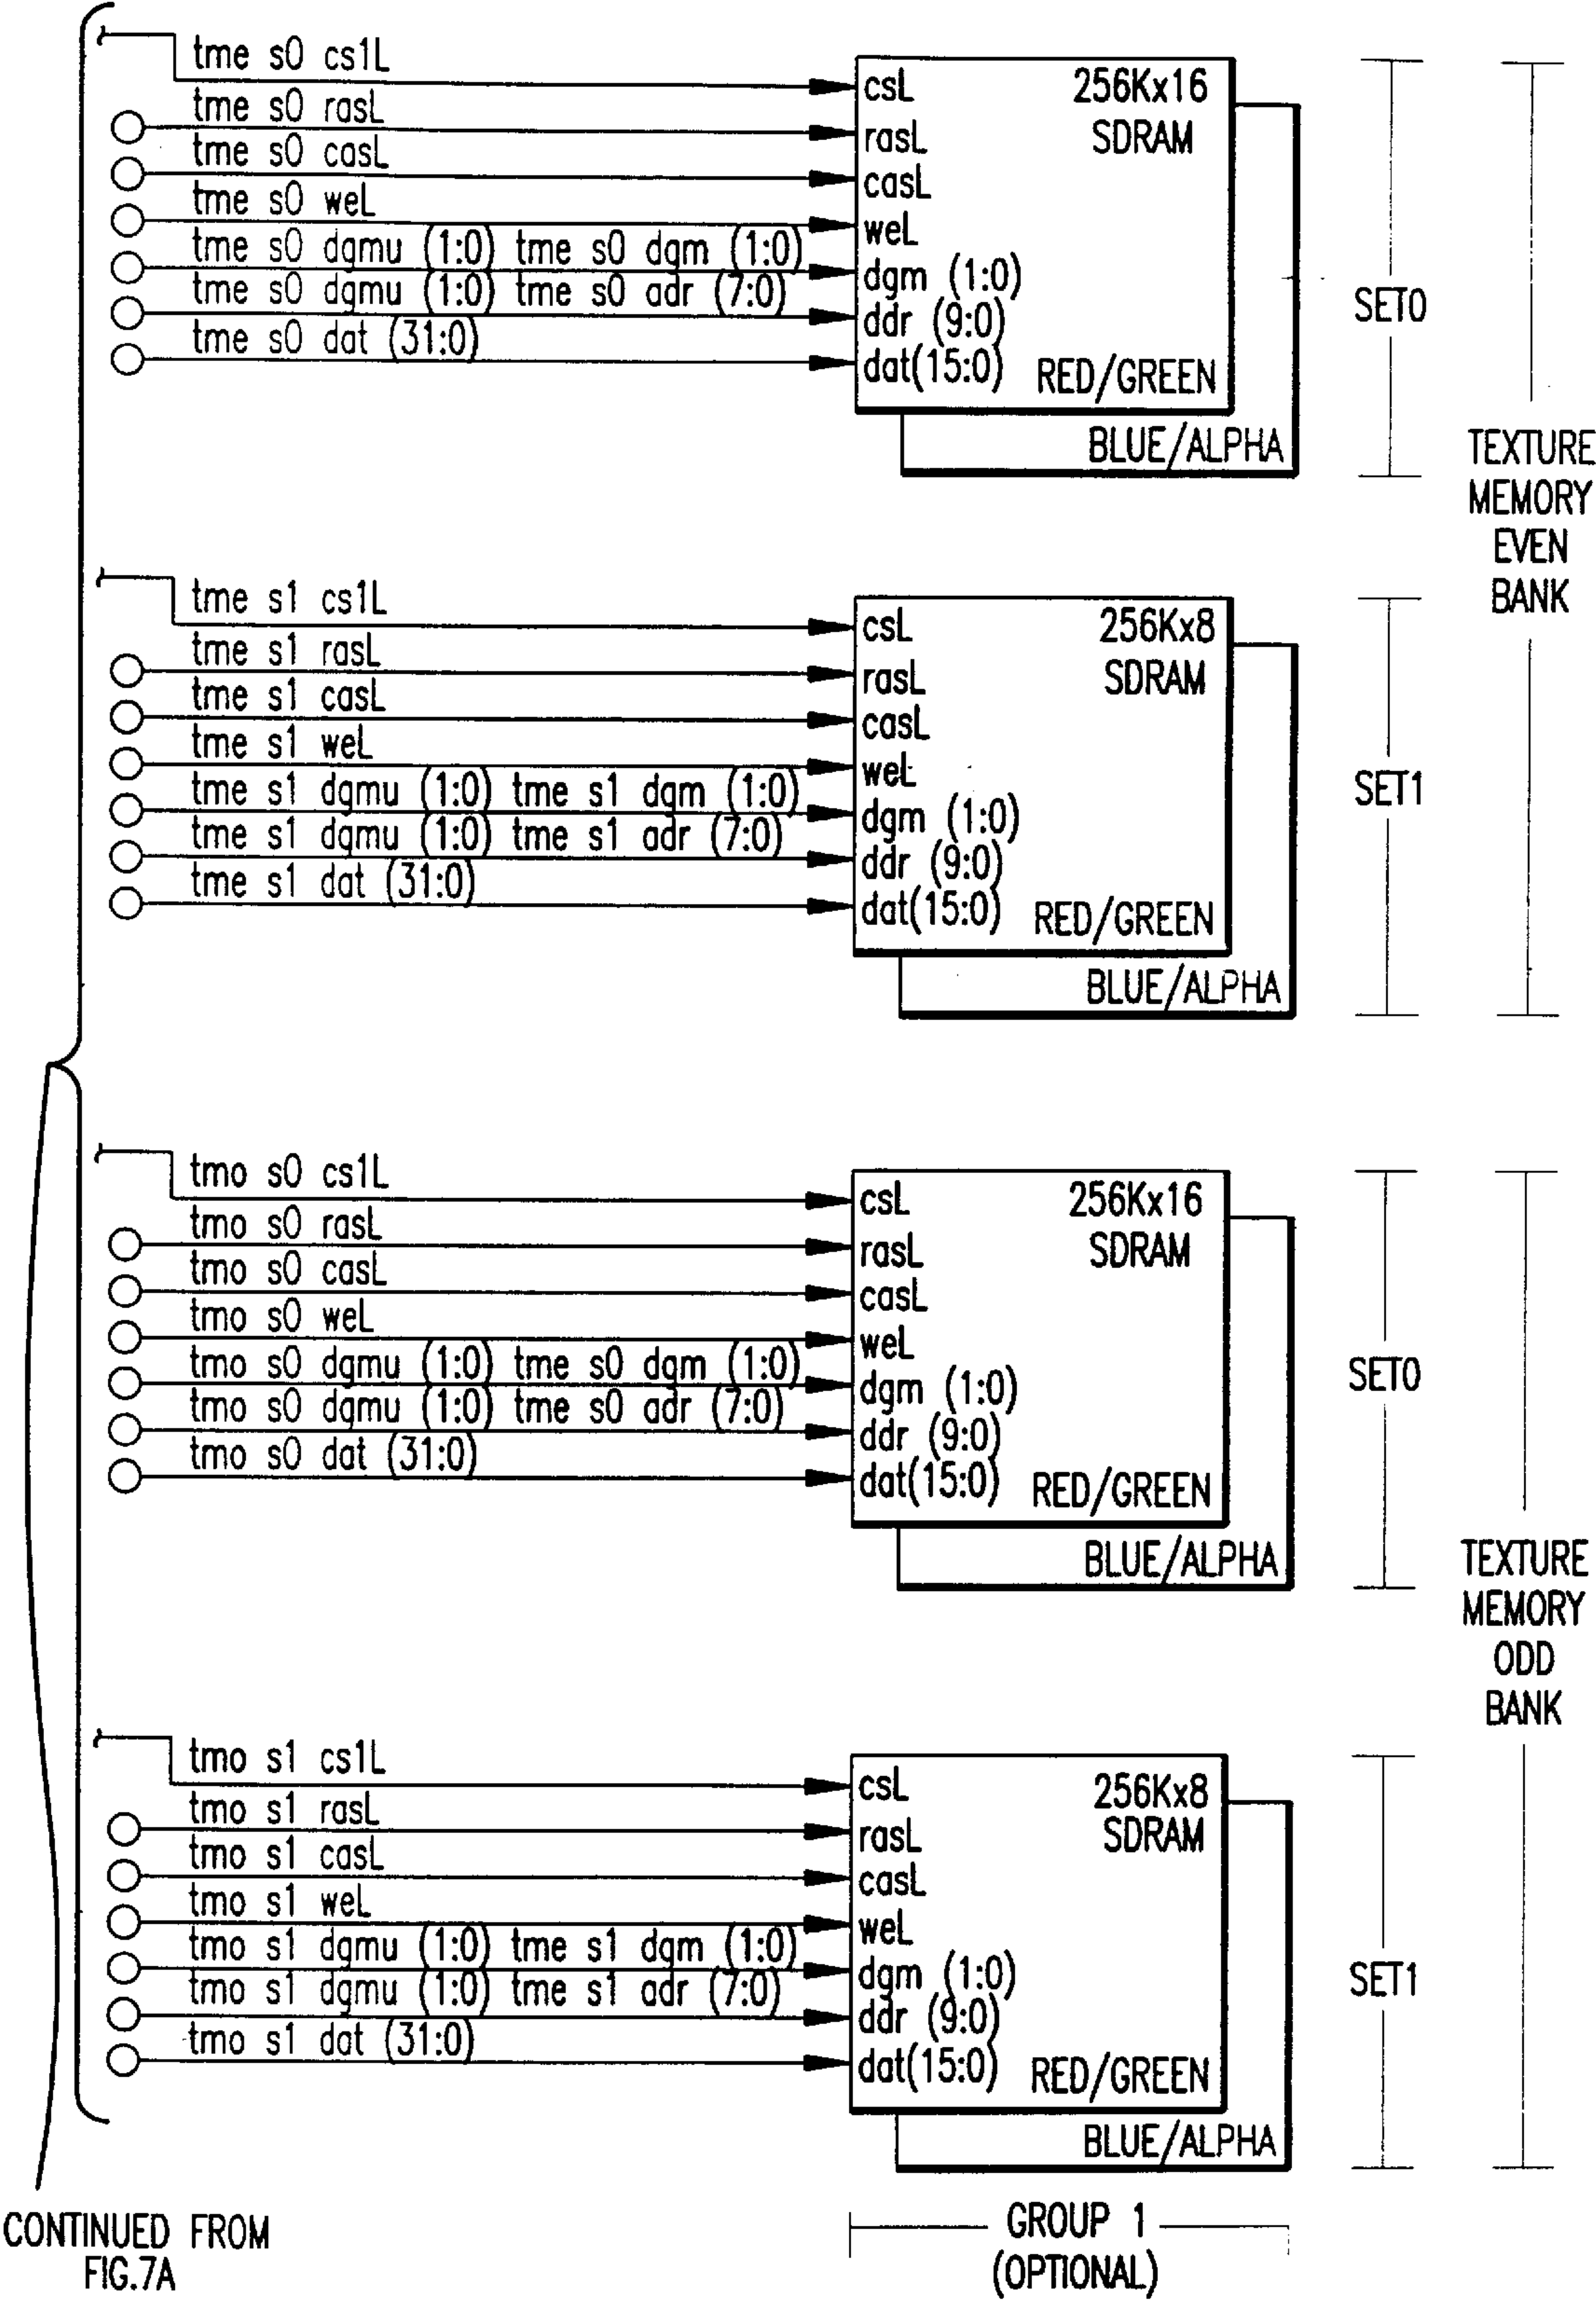 tme s0 cs1L
tme s0 rasL
tme s0 casL
tme s0 weL
tme s0 dqmu (1:0) tme s0 dqm (1:0)
tme s0 dqmu (1:0) tme s0 adr (7:0)
tme s0 dat (31:0)
csL 256Kx16
rasL SDRAM
casL
weL
dqm (1:0)
ddr (9:0)
dat(15:0) RED/GREEN
BLUE/ALPHA
SET0
tme s1 cs1L
tme s1 rasL
tme s1 casL
tme s1 weL
tme s1 dqmu (1:0) tme s1 dqm (1:0)
tme s1 dqmu (1:0) tme s1 adr (7:0)
tme s1 dat (31:0)
csL 256Kx8
rasL SDRAM
casL
weL
dqm (1:0)
ddr (9:0)
dat(15:0) RED/GREEN
BLUE/ALPHA
SET1
TEXTURE
MEMORY
EVEN
BANK
tmo s0 cs1L
tmo s0 rasL
tmo s0 casL
tmo s0 weL
tmo s0 dqmu (1:0) tme s0 dqm (1:0)
tmo s0 dqmu (1:0) tme s0 adr (7:0)
tmo s0 dat (31:0)
csL 256Kx16
rasL SDRAM
casL
weL
dqm (1:0)
ddr (9:0)
dat(15:0) RED/GREEN
BLUE/ALPHA
SET0
tmo s1 cs1L
tmo s1 rasL
tmo s1 casL
tmo s1 weL
tmo s1 dqmu (1:0) tme s1 dqm (1:0)
tmo s1 dqmu (1:0) tme s1 adr (7:0)
tmo s1 dat (31:0)
csL 256Kx8
rasL SDRAM
casL
weL
dqm (1:0)
ddr (9:0)
dat(15:0) RED/GREEN
BLUE/ALPHA
SET1
TEXTURE
MEMORY
ODD
BANK
CONTINUED FROM
FIG.7A
GROUP 1
(OPTIONAL)